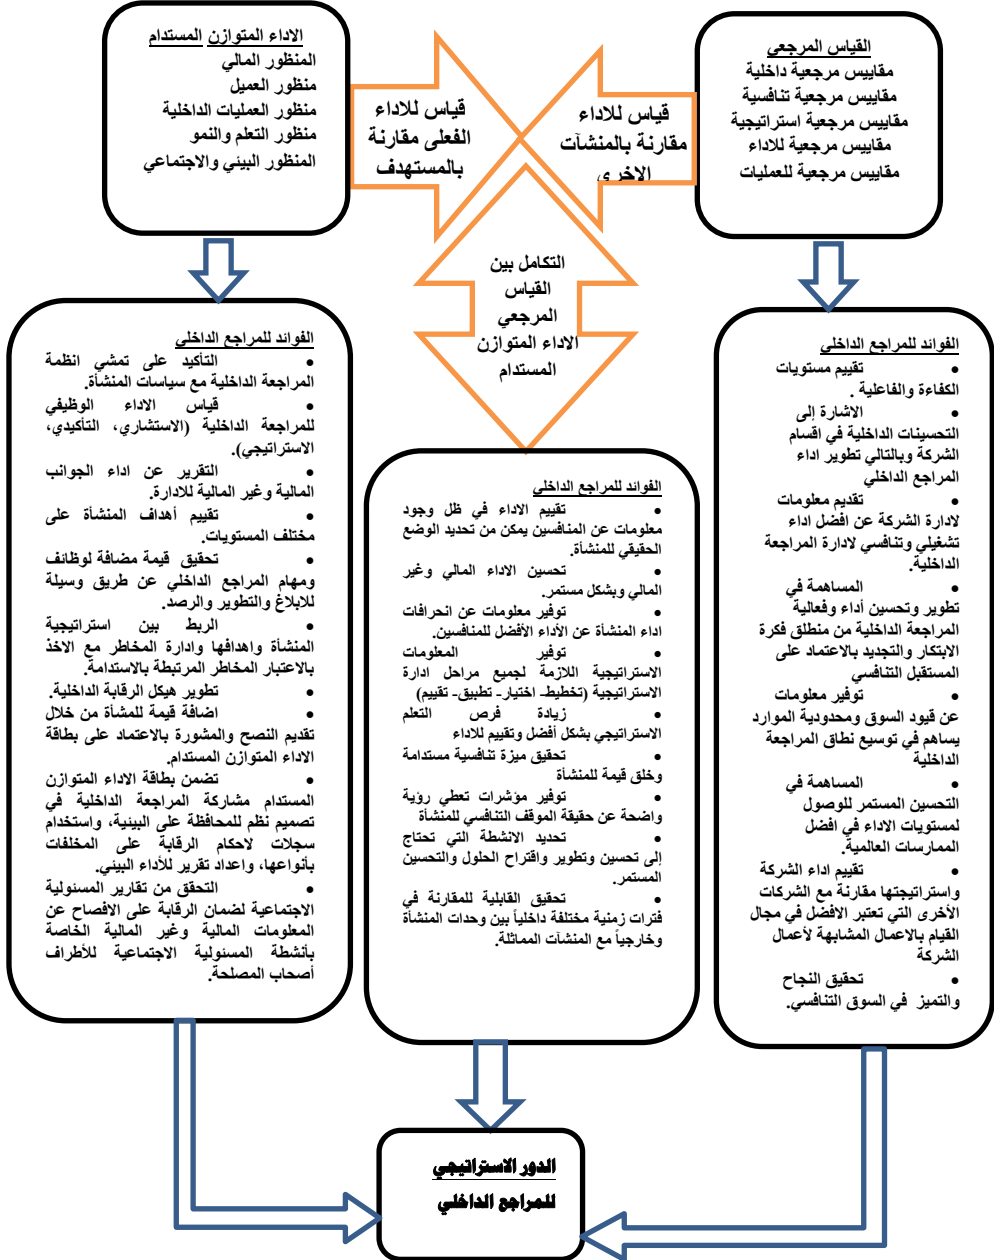 القياس المرجعي
مقاييس مرجعية داخلية
مقاييس مرجعية تنافسية
مقاييس مرجعية استراتيجية
مقاييس مرجعية للاداء
مقاييس مرجعية للعمليات
الاداء المتوازن المستدام
المنظور المالي
منظور العميل
منظور العمليات الداخلية
منظور التعلم والنمو
المنظور البيئي والاجتماعي
قياس للاداء
مقارنة بالمنشآت
الاخرى
قياس للاداء
الفعلى مقارنة
بالمستهدف
التكامل بين
القياس
المرجعي
الاداء المتوازن
المستدام
الفوائد للمراجع الداخلي
• تقييم مستويات
الكفاءة والفاعلية .
• الاشارة إلى
التحسينات الداخلية في اقسام
الشركة وبالتالي تطوير اداء
المراجع الداخلي
• تقديم معلومات
لادارة الشركة عن افضل اداء
تشغيلي وتنافسي لادارة المراجعة
الداخلية.
• المساهمة في
تطوير وتحسين أداء وفعالية
المراجعة الداخلية من منطلق فكرة
الابتكار والتجديد بالاعتماد على
المستقبل التنافسي
• توفير معلومات
عن قيود السوق ومحدودية الموارد
يساهم في توسيع نطاق المراجعة
الداخلية
• المساهمة في
التحسين المستمر للوصول
لمستويات الاداء في افضل
الممارسات العالمية.
• تقييم اداء الشركة
واستراتيجتها مقارنة مع الشركات
الأخرى التي تعتبر الافضل في مجال
القيام بالاعمال المشابهة لأعمال
الشركة
• تحقيق النجاح
والتميز في السوق التنافسي.
الفوائد للمراجع الداخلي
• تقييم الاداء في ظل وجود
معلومات عن المنافسين يمكن من تحديد الوضع
الحقيقي للمنشأة.
• تحسين الاداء المالي وغير
المالي وبشكل مستمر.
• توفير معلومات عن انحرافات
اداء المنشأة عن الأداء الأفضل للمنافسين.
• توفير المعلومات
الاستراتيجية اللازمة لجميع مراحل ادارة
الاستراتيجية (تخطيط- اختيار- تطبيق- تقييم)
• زيادة فرص التعلم
الاستراتيجي بشكل أفضل وتقييم للاداء
• تحقيق ميزة تنافسية مستدامة
وخلق قيمة للمنشأة
• توفير مؤشرات تعطي رؤية
واضحة عن حقيقة الموقف التنافسي للمنشأة
• تحديد الانشطة التي تحتاج
إلى تحسين وتطوير واقتراح الحلول والتحسين
المستمر.
• تحقيق القابلية للمقارنة في
فترات زمنية مختلفة داخلياً بين وحدات المنشأة
وخارجياً مع المنشآت المماثلة.
الفوائد للمراجع الداخلي
• التأكيد على تمشي انظمة
المراجعة الداخلية مع سياسات المنشأة.
• قياس الاداء الوظيفي
للمراجعة الداخلية (الاستشاري، التأكيدي،
الاستراتيجي).
• التقرير عن اداء الجوانب
المالية وغير المالية للادارة.
• تقييم أهداف المنشأة على
مختلف المستويات.
• تحقيق قيمة مضافة لوظائف
ومهام المراجع الداخلي عن طريق وسيلة
للابلاغ والتطوير والرصد.
• الربط بين استراتيجية
المنشأة واهدافها وادارة المخاطر مع الاخذ
بالاعتبار المخاطر المرتبطة بالاستدامة.
• تطوير هيكل الرقابة الداخلية.
• اضافة قيمة للمشأة من خلال
تقديم النصح والمشورة بالاعتماد على بطاقة
الاداء المتوازن المستدام.
• تضمن بطاقة الاداء المتوازن
المستدام مشاركة المراجعة الداخلية في
تصميم نظم للمحافظة على البيئية، واستخدام
سجلات لاحكام الرقابة على المخلفات
بأنواعها، واعداد تقرير للأداء البيئي.
• التحقق من تقارير المسئولية
الاجتماعية لضمان الرقابة على الافصاح عن
المعلومات المالية وغير المالية الخاصة
بأنشطة المسئولية الاجتماعية للأطراف
أصحاب المصلحة.
الدور الاستراتيجي
للمراجع الداخلي